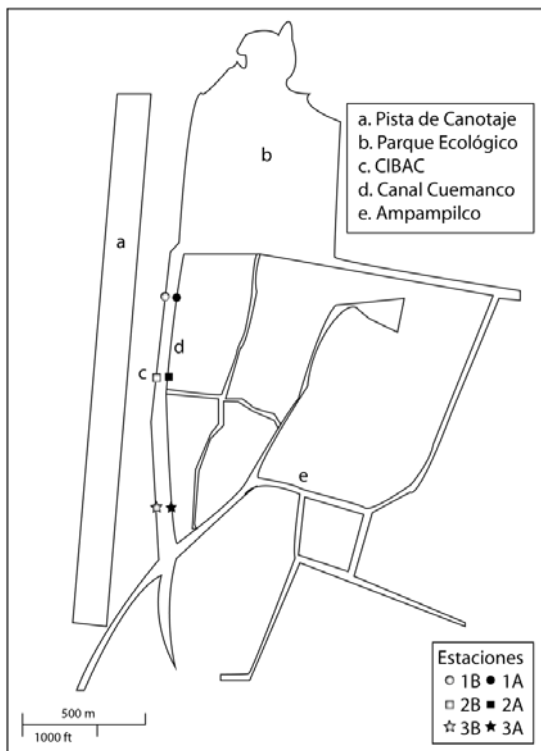 a. Pista de Canotaje
b. Parque Ecológico
c. CIBAC
d. Canal Cuemanco
e. Ampampilco
b
a
d
c
e
Estaciones
1B 1A
2B 2A
3B 3A
500 m
1000 ft